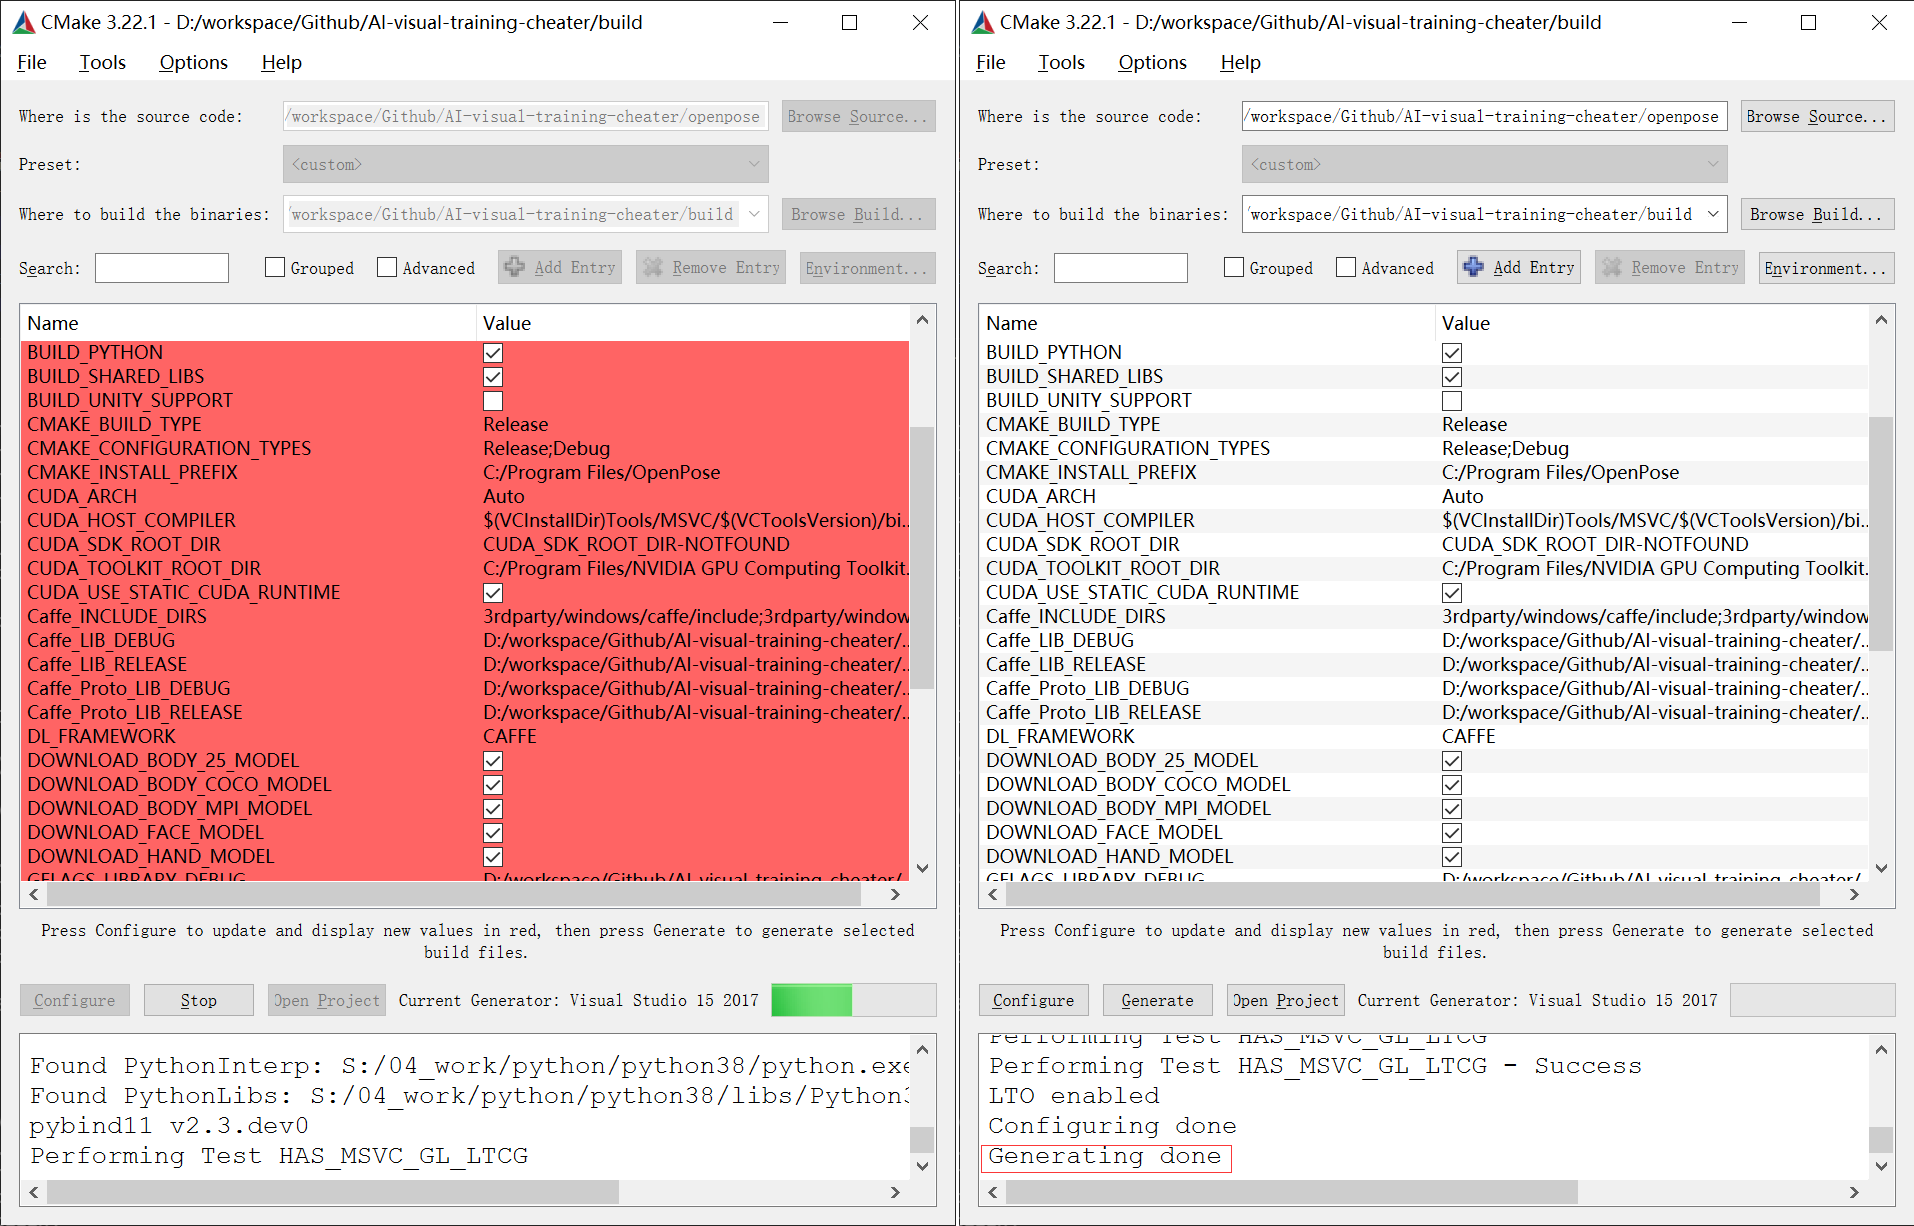 CMake 3.22.1 - D:/workspace/Github/AI-visual-training-cheater/build
File Tools Options Help
Where is the source code: /workspace/Github/AI-visual-training-cheater/openpose Browse Source...
Preset: <custom>
Where to build the binaries: /workspace/Github/AI-visual-training-cheater/build Browse Build...
Search: Grouped Advanced Add Entry Remove Entry Environment...
Name Value
BUILD_PYTHON
BUILD_SHARED_LIBS
BUILD_UNITY_SUPPORT
CMAKE_BUILD_TYPE Release
CMAKE_CONFIGURATION_TYPES Release;Debug
CMAKE_INSTALL_PREFIX C:/Program Files/OpenPose
CUDA_ARCH Auto
CUDA_HOST_COMPILER $(VCInstallDir)Tools/MSVC/$(VCToolsVersion)/bi...
CUDA_SDK_ROOT_DIR CUDA_SDK_ROOT_DIR-NOTFOUND
CUDA_TOOLKIT_ROOT_DIR C:/Program Files/NVIDIA GPU Computing Toolkit...
CUDA_USE_STATIC_CUDA_RUNTIME
Caffe_INCLUDE_DIRS 3rdparty/windows/caffe/include;3rdparty/window
Caffe_LIB_DEBUG D:/workspace/Github/AI-visual-training-cheater/...
Caffe_LIB_RELEASE D:/workspace/Github/AI-visual-training-cheater/...
Caffe_Proto_LIB_DEBUG D:/workspace/Github/AI-visual-training-cheater/...
Caffe_Proto_LIB_RELEASE D:/workspace/Github/AI-visual-training-cheater/...
DL_FRAMEWORK CAFFE
DOWNLOAD_BODY_25_MODEL
DOWNLOAD_BODY_COCO_MODEL
DOWNLOAD_BODY_MPI_MODEL
DOWNLOAD_FACE_MODEL
DOWNLOAD_HAND_MODEL
GFLAGS_LIBRARY_DEBUG D:/workspace/Github/AI-visual-training-cheater/...
Press Configure to update and display new values in red, then press Generate to generate selected
build files.
Configure Stop Open Project Current Generator: Visual Studio 15 2017
Found PythonInterp: S:/04_work/python/python38/python.exe
Found PythonLibs: S:/04_work/python/python38/libs/Python3
pybind11 v2.3.dev0
Performing Test HAS_MSVC_GL_LTCG
CMake 3.22.1 - D:/workspace/Github/AI-visual-training-cheater/build
File Tools Options Help
Where is the source code: /workspace/Github/AI-visual-training-cheater/openpose Browse Source...
Preset: <custom>
Where to build the binaries: /workspace/Github/AI-visual-training-cheater/build Browse Build...
Search: Grouped Advanced Add Entry Remove Entry Environment...
Name Value
BUILD_PYTHON
BUILD_SHARED_LIBS
BUILD_UNITY_SUPPORT
CMAKE_BUILD_TYPE Release
CMAKE_CONFIGURATION_TYPES Release;Debug
CMAKE_INSTALL_PREFIX C:/Program Files/OpenPose
CUDA_ARCH Auto
CUDA_HOST_COMPILER $(VCInstallDir)Tools/MSVC/$(VCToolsVersion)/bi...
CUDA_SDK_ROOT_DIR CUDA_SDK_ROOT_DIR-NOTFOUND
CUDA_TOOLKIT_ROOT_DIR C:/Program Files/NVIDIA GPU Computing Toolkit...
CUDA_USE_STATIC_CUDA_RUNTIME
Caffe_INCLUDE_DIRS 3rdparty/windows/caffe/include;3rdparty/window
Caffe_LIB_DEBUG D:/workspace/Github/AI-visual-training-cheater/...
Caffe_LIB_RELEASE D:/workspace/Github/AI-visual-training-cheater/...
Caffe_Proto_LIB_DEBUG D:/workspace/Github/AI-visual-training-cheater/...
Caffe_Proto_LIB_RELEASE D:/workspace/Github/AI-visual-training-cheater/...
DL_FRAMEWORK CAFFE
DOWNLOAD_BODY_25_MODEL
DOWNLOAD_BODY_COCO_MODEL
DOWNLOAD_BODY_MPI_MODEL
DOWNLOAD_FACE_MODEL
DOWNLOAD_HAND_MODEL
GFLAGS_LIBRARY_DEBUG D:/workspace/Github/AI-visual-training-cheater/...
Press Configure to update and display new values in red, then press Generate to generate selected
build files.
Configure Generate Open Project Current Generator: Visual Studio 15 2017
Performing Test HAS_MSVC_GL_LTCG
Performing Test HAS_MSVC_GL_LTCG - Success
LTO enabled
Configuring done
Generating done